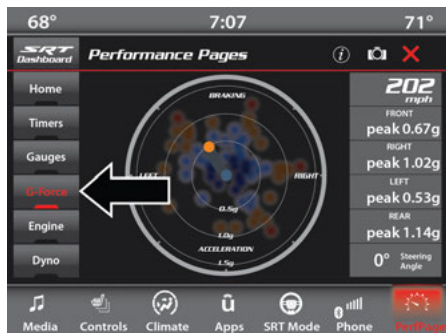 68° 7:07 71°
SRT
Dashboard
Performance Pages
i
Home
Timers
Gauges
G-Force
Engine
Dyno
BRAKING
LEFT
RIGHT
0.5g
1.0g
ACCELERATION
1.5g
202
mph
FRONT
peak 0.67g
RIGHT
peak 1.02g
LEFT
peak 0.53g
REAR
peak 1.14g
0° Steering
Angle
Media Controls Climate Apps SRT Mode Phone Perf Page